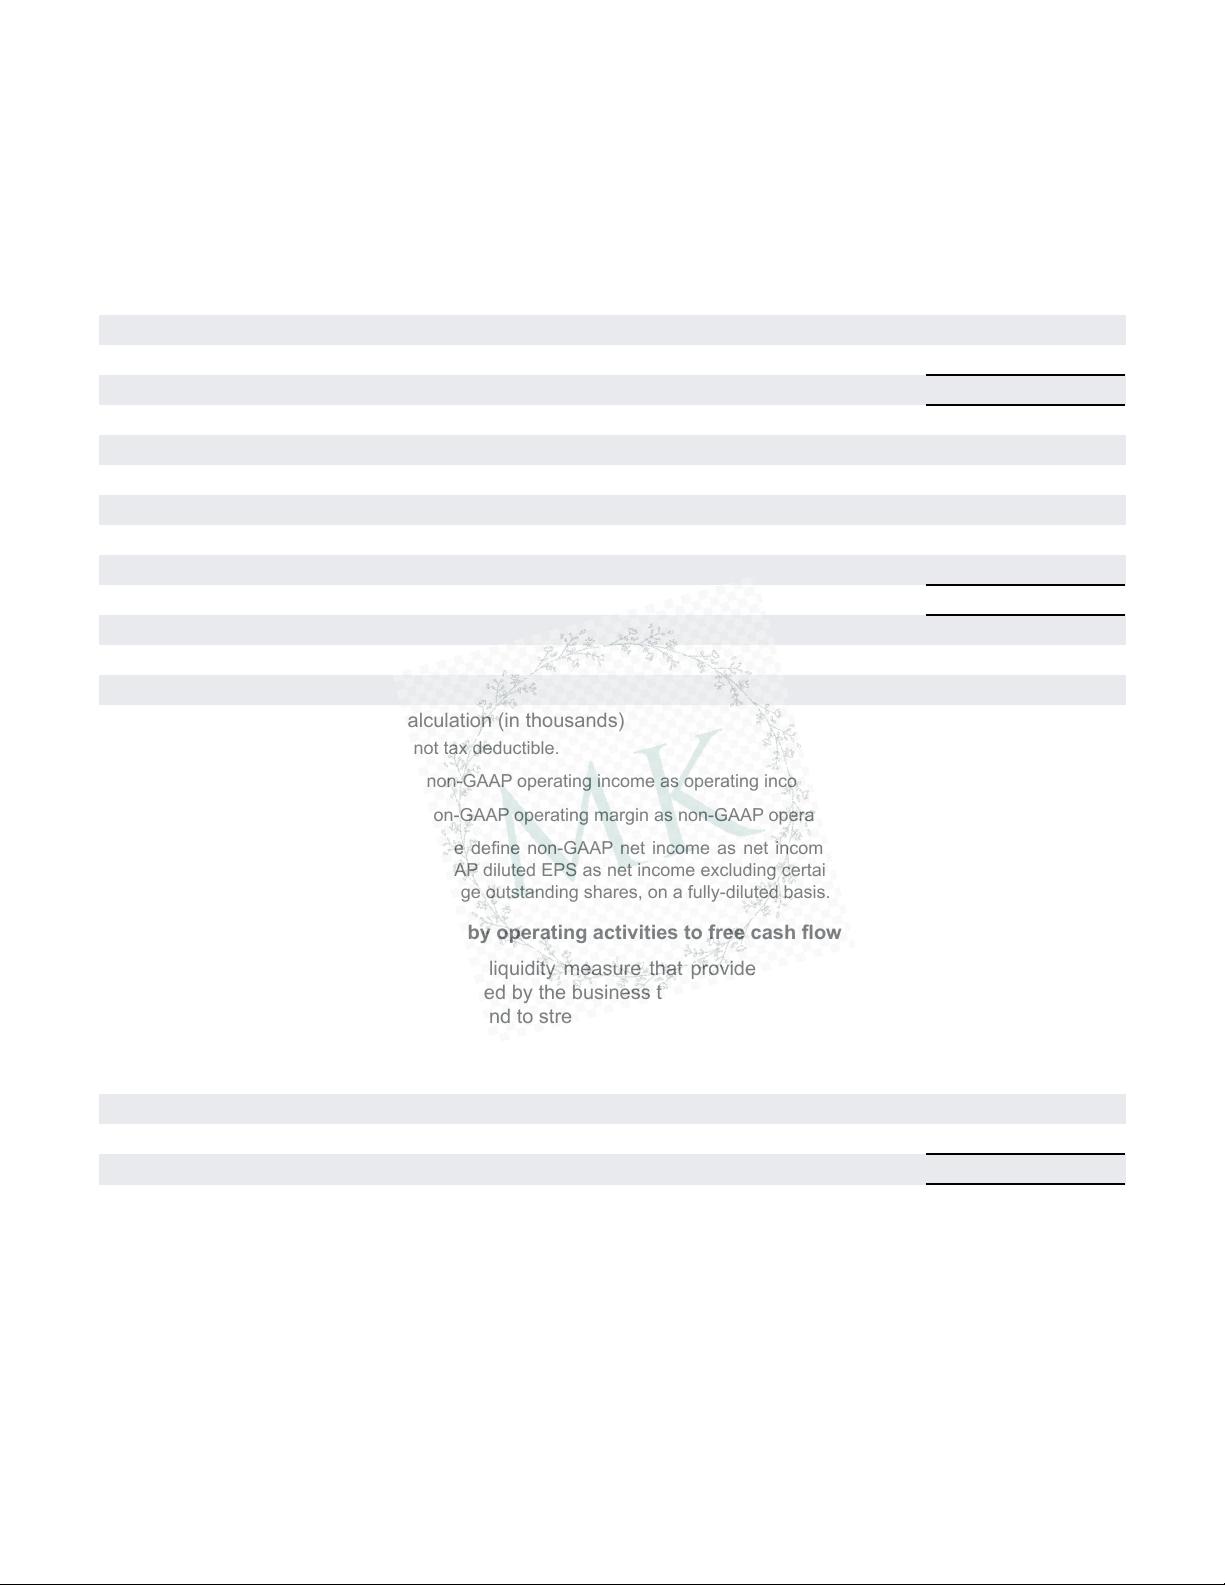 alculation (in thousands)
not tax deductible.
non-GAAP operating income as operating inco
on-GAAP operating margin as non-GAAP opera
e define non-GAAP net income as net incom
AP diluted EPS as net income excluding certai
ge outstanding shares, on a fully-diluted basis.
MK
by operating activities to free cash flow
liquidity measure that provide
ed by the business t
nd to stre